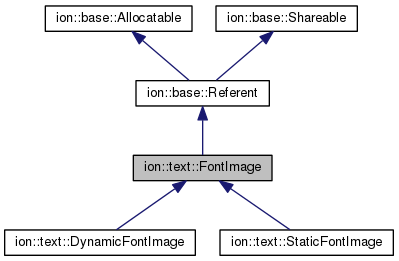 ion::base::Allocatable
ion::base::Shareable
ion::base::Referent
ion::text::FontImage
ion::text::DynamicFontImage
ion::text::StaticFontImage